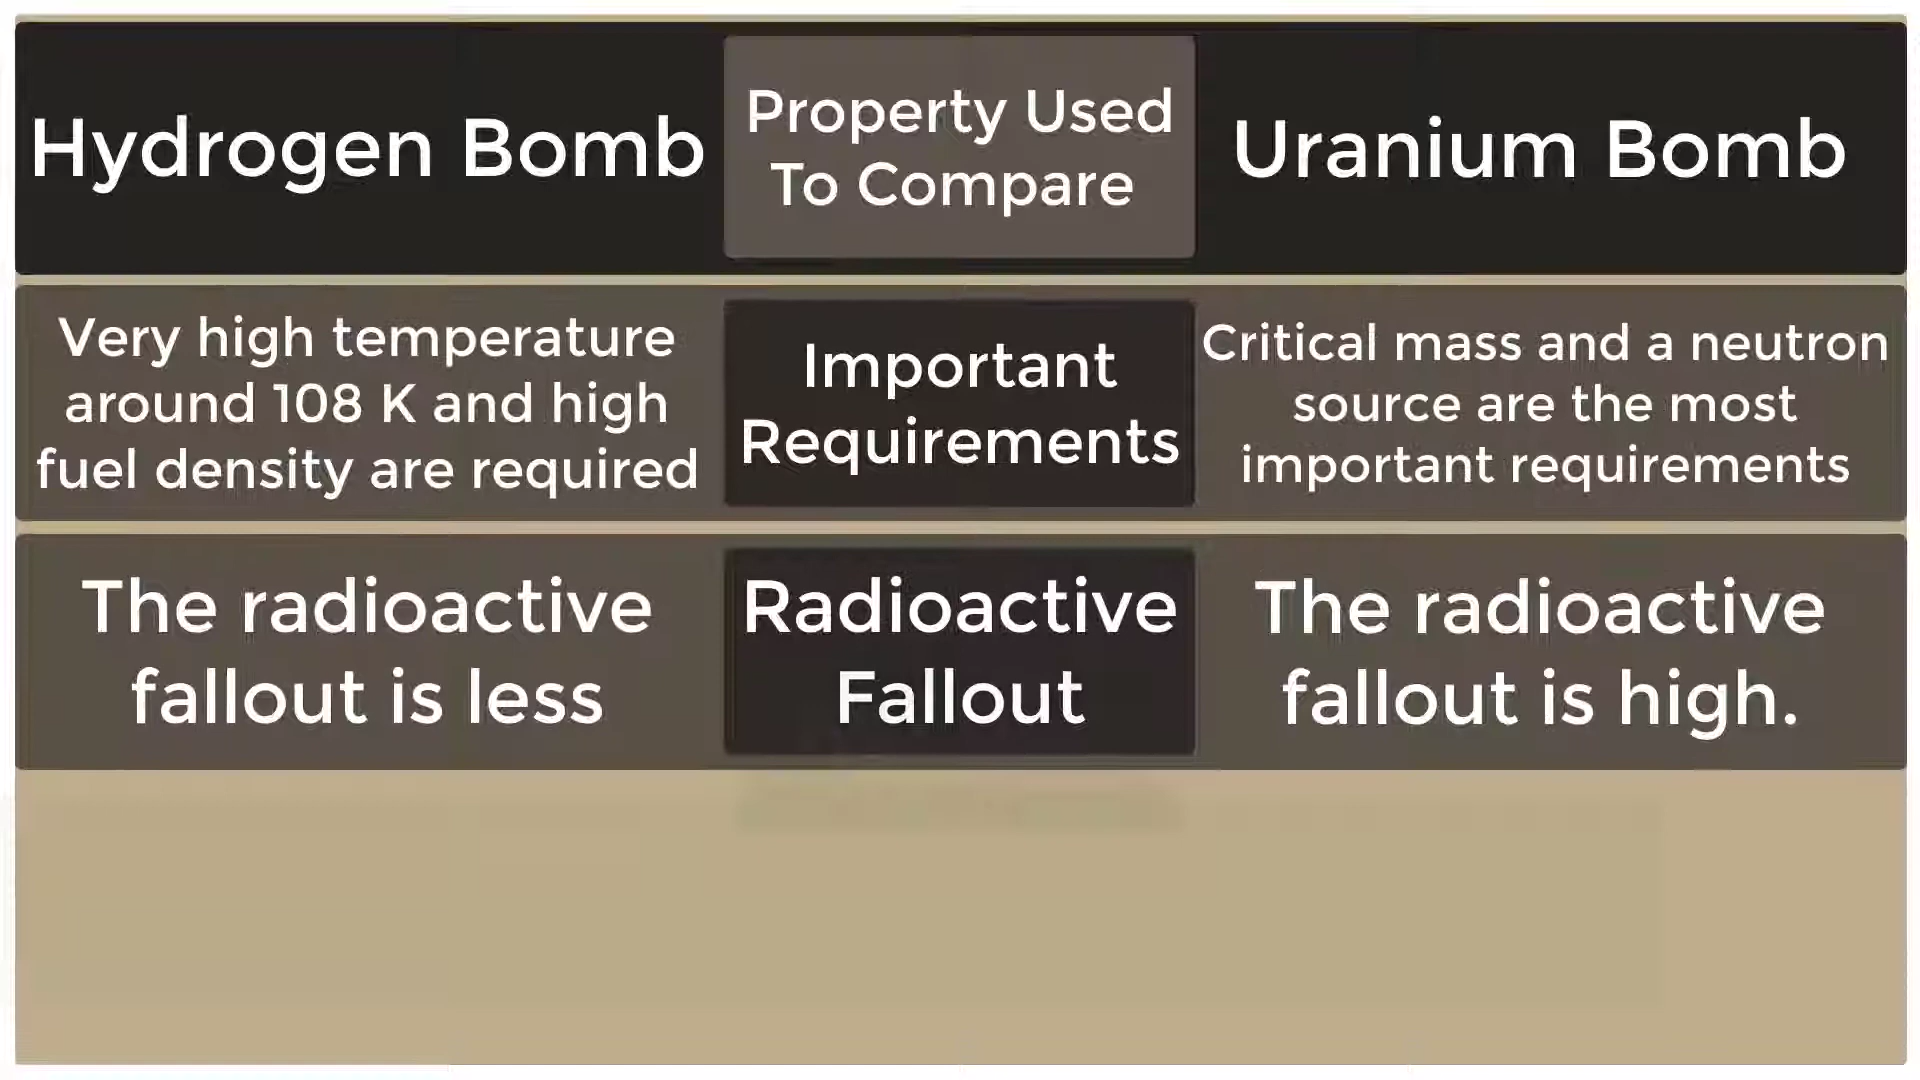 Hydrogen Bomb
Property Used
To Compare
Uranium Bomb
Very high temperature
around 108 K and high
fuel density are required
Important
Requirements
Critical mass and a neutron
source are the most
important requirements
The radioactive
fallout is less
Radioactive
Fallout
The radioactive
fallout is high.